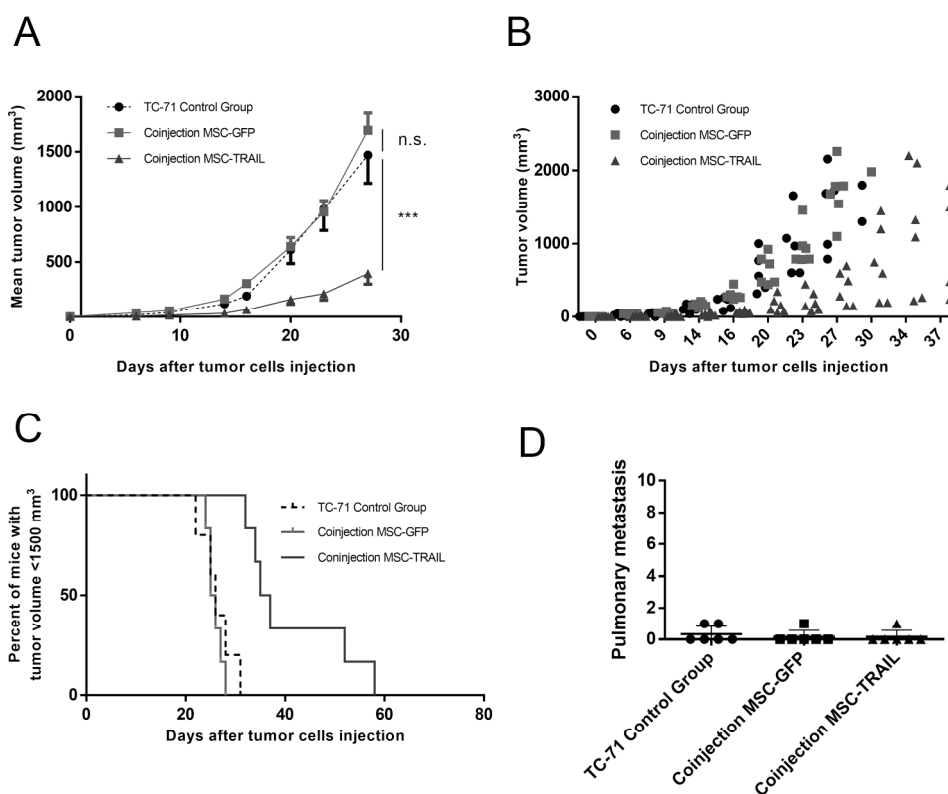 A
2000
1500
1000
500
0
10
20
30
Mean tumor volume (mm3)
TC-71 Control Group
Coinjection MSC-GFP
Coinjection MSC-TRAIL
n.s.
***
Days after tumor cells injection
B
3000
2000
1000
0
0
6
9
14
16
20
23
27
30
34
37
Tumor volume (mm3)
TC-71 Control Group
Coinjection MSC-GFP
Coinjection MSC-TRAIL
Days after tumor cells injection
C
100
50
0
0
20
40
60
80
Percent of mice with
tumor volume <1500 mm3
TC-71 Control Group
Coinjection MSC-GFP
Coninjection MSC-TRAIL
Days after tumor cells injection
D
10
8
6
4
2
0
Pulmonary metastasis
TC-71 Control Group
Coinjection MSC-GFP
Coinjection MSC-TRAIL